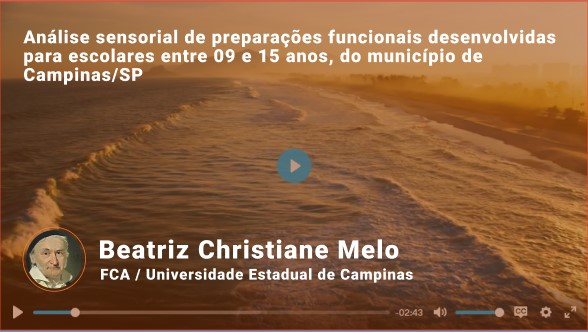 Análise sensorial de preparações funcionais desenvolvidas
para escolares entre 09 e 15 anos, do município de
Campinas/SP
Beatriz Christiane Melo
FCA / Universidade Estadual de Campinas
-02:43
CC